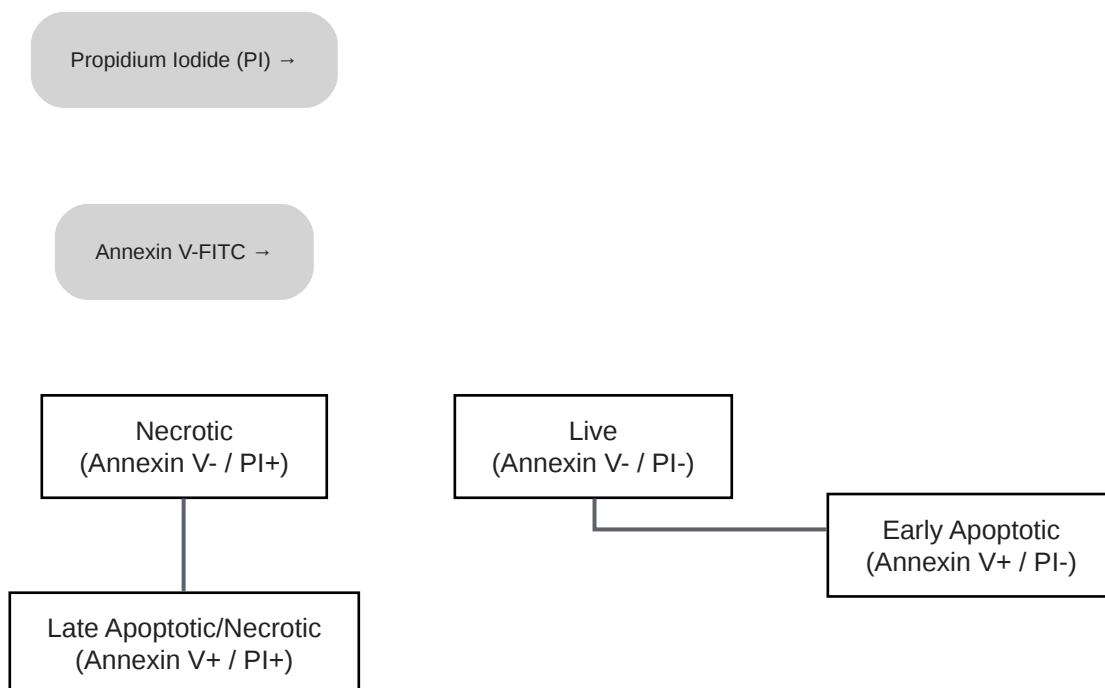 Propidium Iodide (PI) →
Annexin V-FITC →
Necrotic
(Annexin V- / PI+)
Live
(Annexin V- / PI-)
Early Apoptotic
(Annexin V+ / PI-)
Late Apoptotic/Necrotic
(Annexin V+ / PI+)